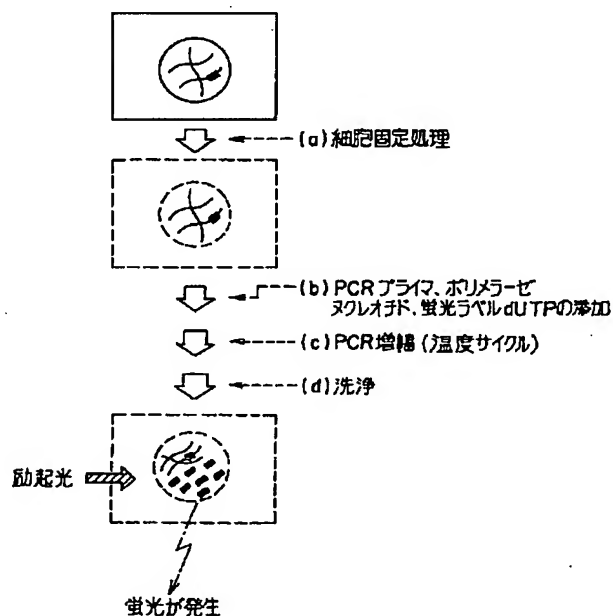 (a) 細胞固定処理
(b) PCRプライマ、ポリメラーゼ
ヌクレオチド、蛍光ラベルdUTPの添加
(c) PCR増幅 (温度サイクル)
(d) 洗浄
励起光
蛍光が発生